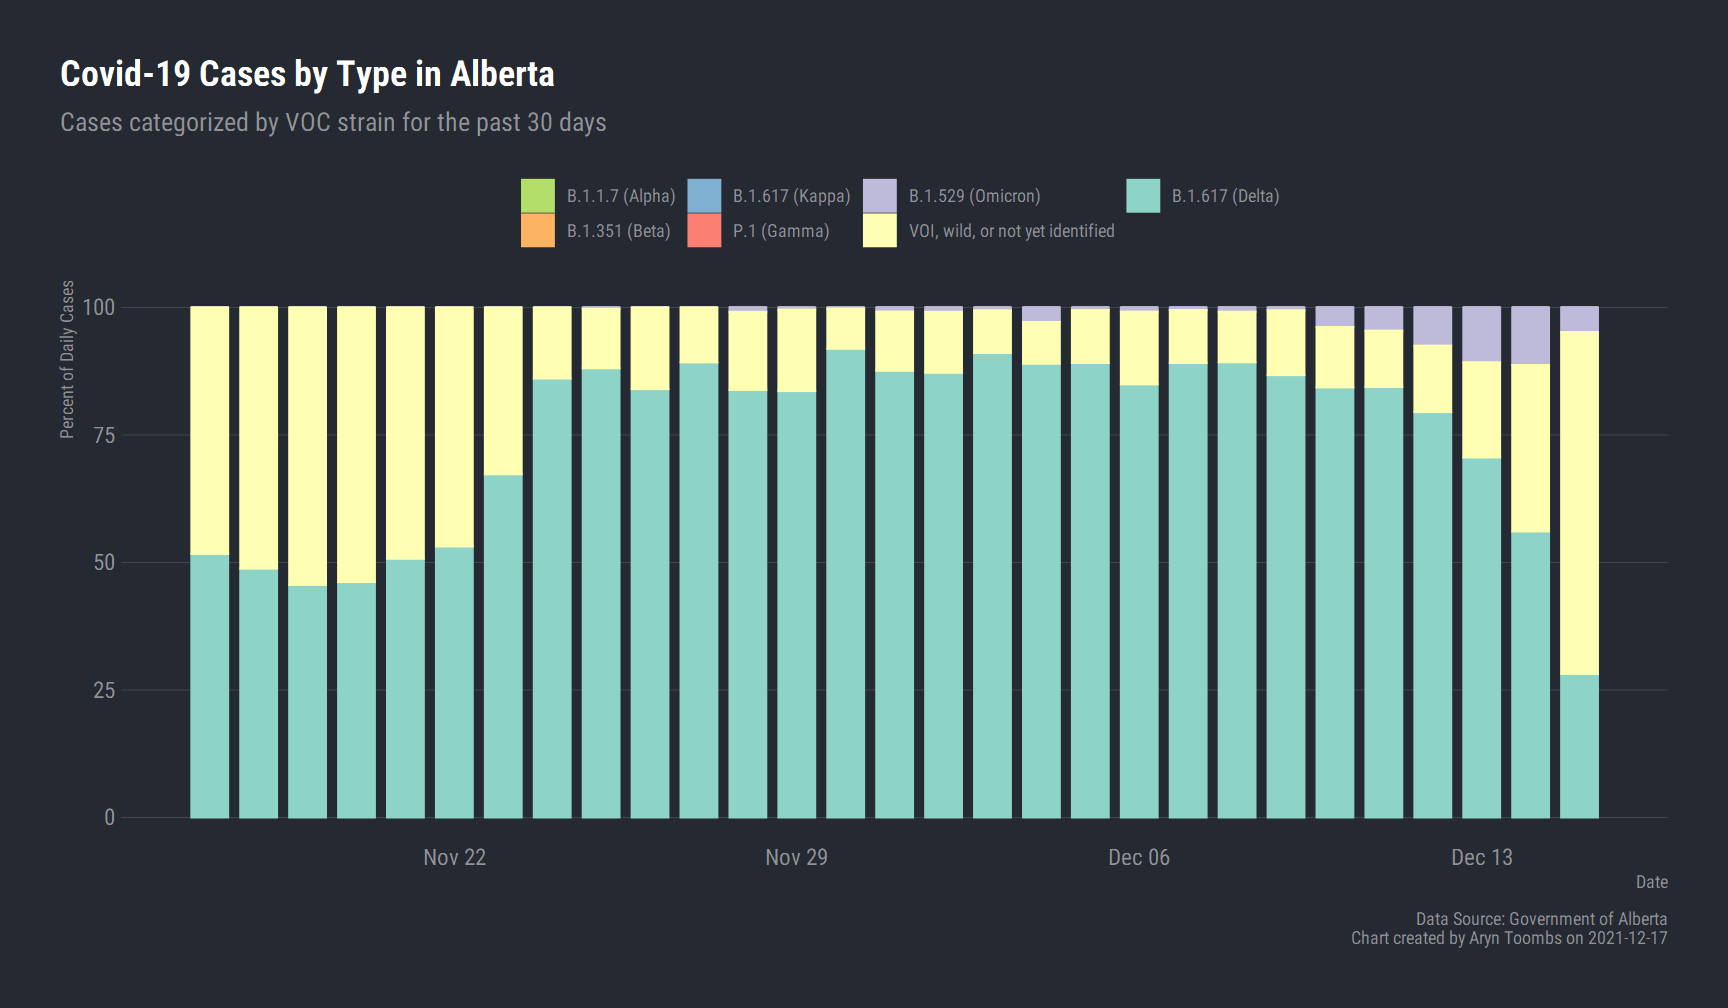 Covid-19 Cases by Type in Alberta
Cases categorized by VOC strain for the past 30 days
B.1.1.7 (Alpha)
B.1.617 (Kappa)
B.1.529 (Omicron)
B.1.617 (Delta)
B.1.351 (Beta)
P.1 (Gamma)
VOI, wild, or not yet identified
Percent of Daily Cases
100
75
50
25
0
Nov 22
Nov 29
Dec 06
Dec 13
Date
Data Source: Government of Alberta
Chart created by Aryn Toombs on 2021-12-17